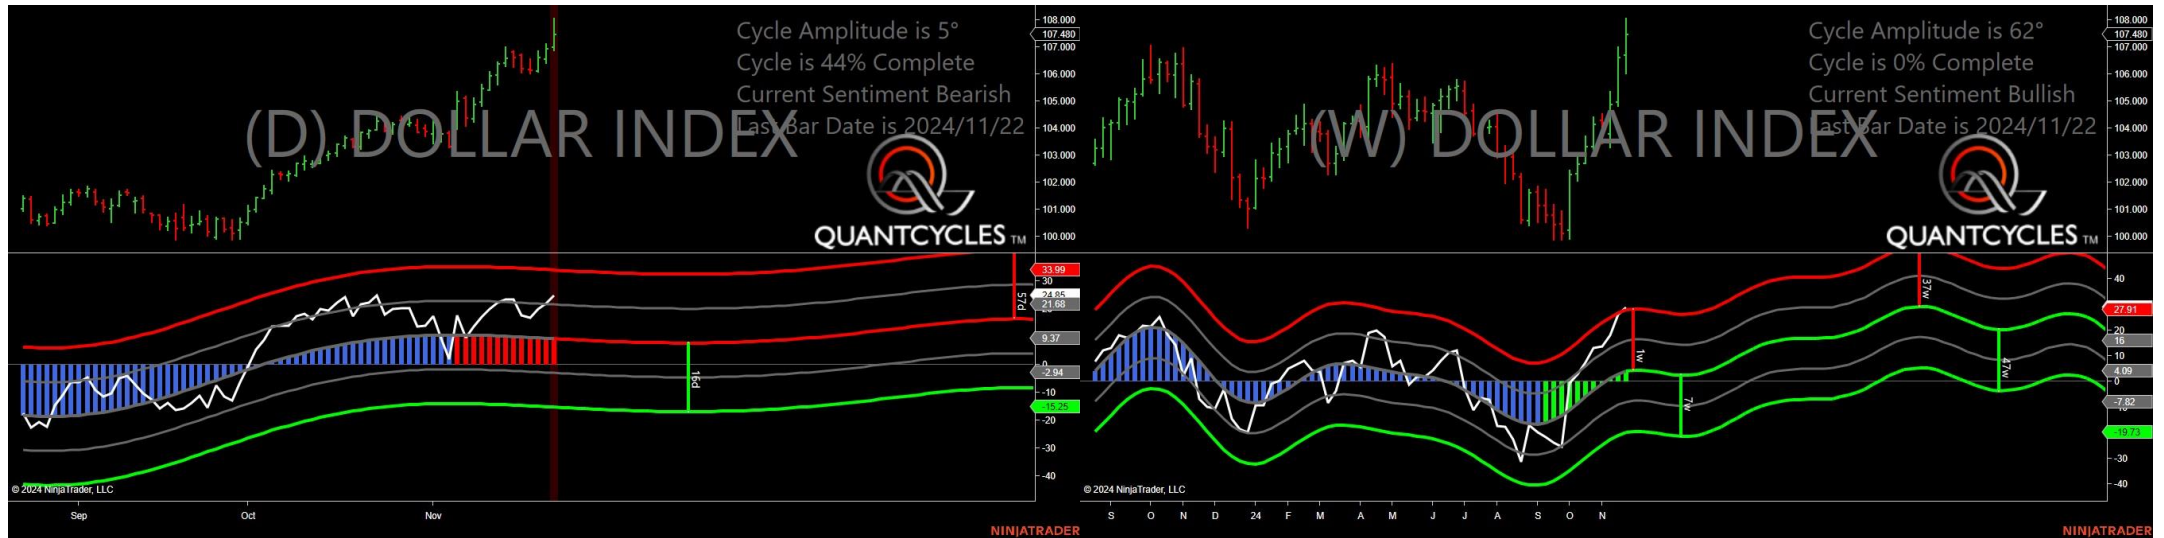 Cycle Amplitude is 5°
Cycle is 44% Complete
Current Sentiment Bearish
Last Bar Date is 2024/11/22
(D) DOLLAR INDEX
QUANTCYCLES TM
108.000
107.480
107.000
106.000
105.000
104.000
103.000
102.000
101.000
100.000
33.99
30
24.85
21.68
9.37
0
-2.94
-10
-15.25
-20
-30
-40
57d
16d
© 2024 NinjaTrader, LLC
Sep Oct Nov
NINJATRADER
Cycle Amplitude is 62°
Cycle is 0% Complete
Current Sentiment Bullish
Last Bar Date is 2024/11/22
(W) DOLLAR INDEX
QUANTCYCLES TM
108.000
107.480
107.000
106.000
105.000
104.000
103.000
102.000
101.000
100.000
40
27.91
20
16
10
4.09
0
-7.82
-19.73
-30
-40
1w
7w
37w
47w
© 2024 NinjaTrader, LLC
S O N D 24 F M A M J J A S O N
NINJATRADER